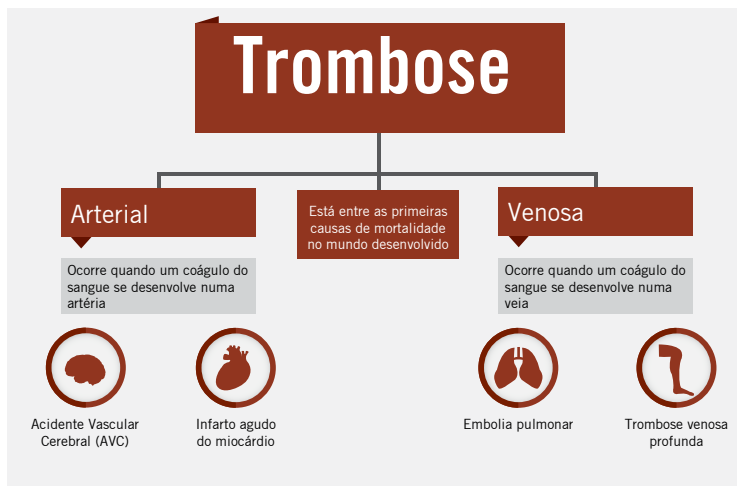 Trombose
Arterial
Ocorre quando um coágulo do
sangue se desenvolve numa
artéria
Acidente Vascular
Cerebral (AVC)
Infarto agudo
do miocárdio
Está entre as primeiras
causas de mortalidade
no mundo desenvolvido
Venosa
Ocorre quando um coágulo do
sangue se desenvolve numa
veia
Embolia pulmonar
Trombose venosa
profunda